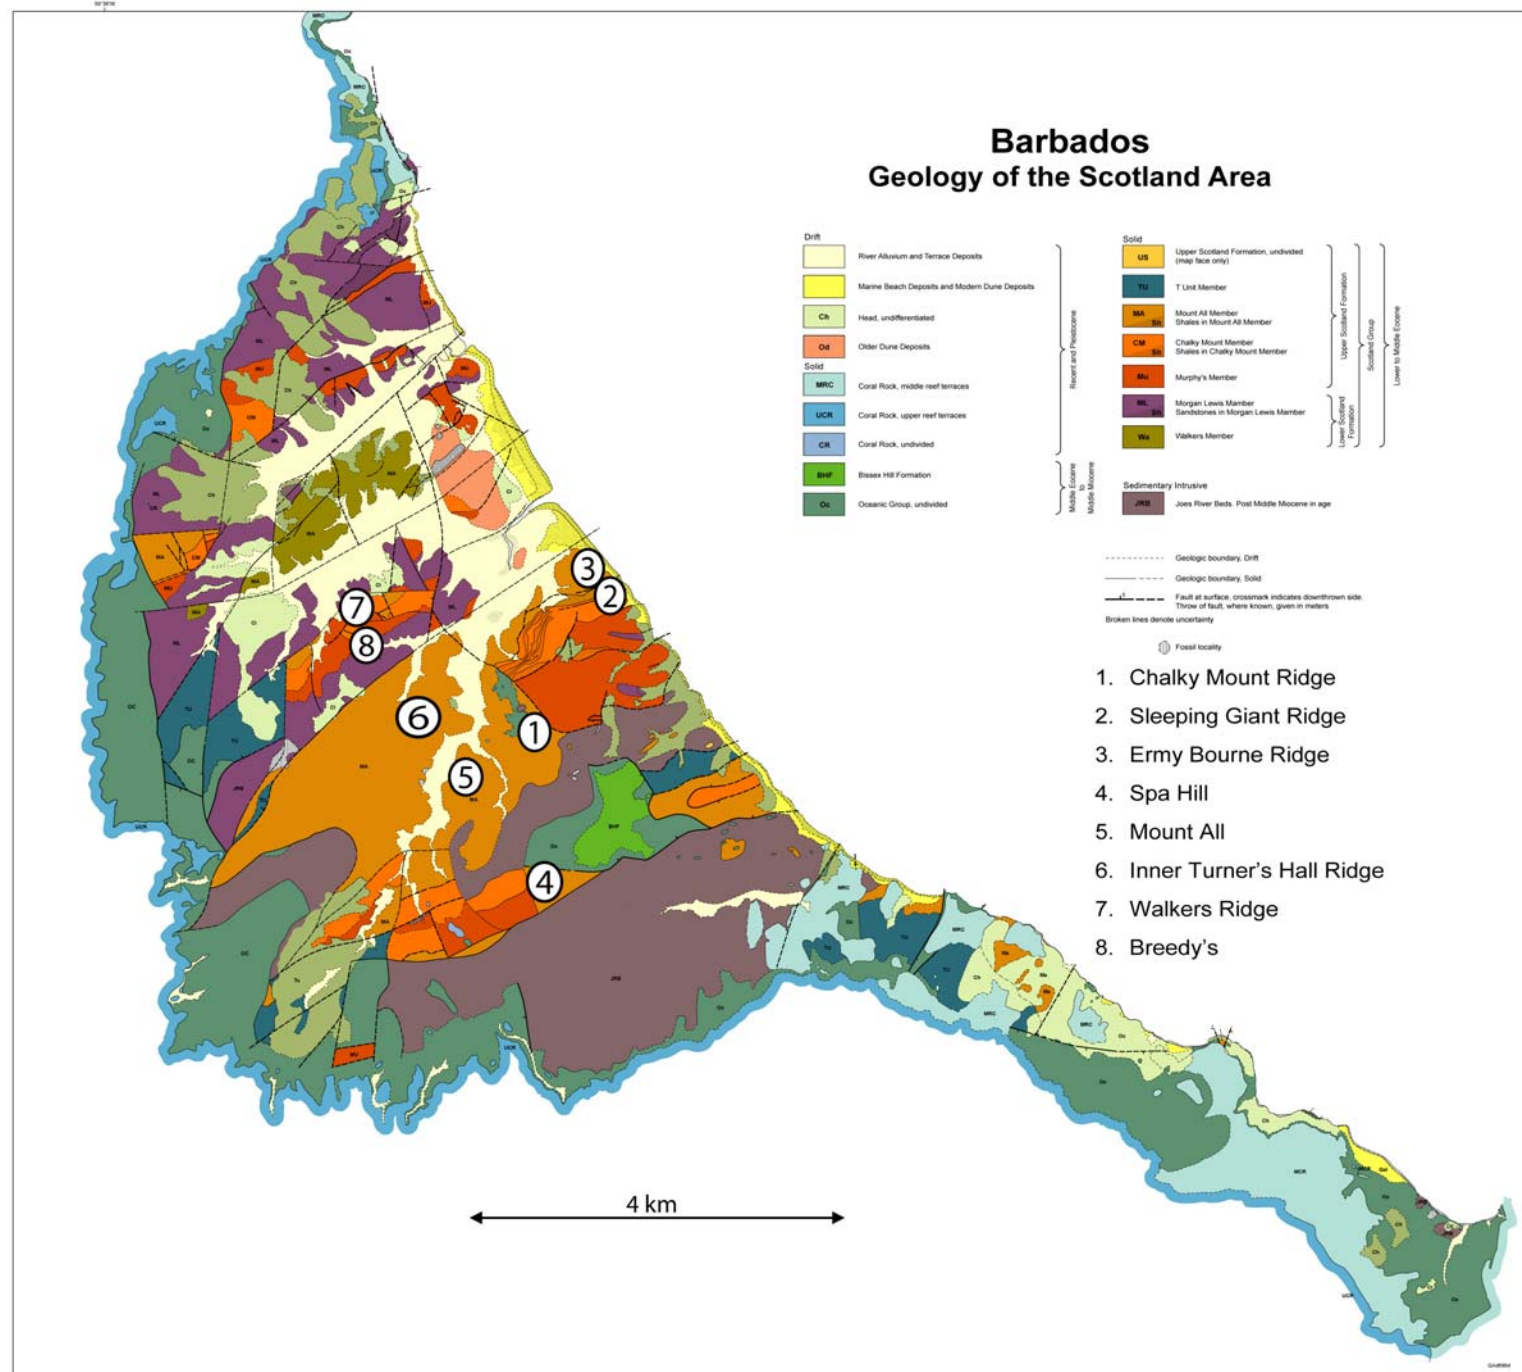 Barbados
Geology of the Scotland Area
Drift
River Alluvium and Terrace Deposits
Marine Beach Deposits and Modern Dune Deposits
Ch Head, undifferentiated
Od Older Dune Deposits
Solid
MRC Coral Rock, middle reef terraces
UCR Coral Rock, upper reef terraces
CR Coral Rock, undivided
BHF Bissex Hill Formation
Oc Oceanic Group, undivided
Recent and Pleistocene
Middle Eocene
to
Middle Miocene
Solid
US Upper Scotland Formation, undivided
(map face only)
TU T Unit Member
MA Mount All Member
Sh Shales in Mount All Member
CM Chalky Mount Member
Sh Shales in Chalky Mount Member
Mu Murphy's Member
ML Morgan Lewis Mamber
Sh Sandstones in Morgan Lewis Mamber
Wa Walkers Member
Upper Scotland Formation
Lower Scotland
Formation
Scotland Group
Lower to Middle Eocene
Sedimentary Intrusive
JRB Joes River Beds. Post Middle Miocene in age
Geologic boundary, Drift
Geologic boundary, Solid
Fault at surface, crossmark indicates downthrown side.
Throw of fault, where known, given in meters
Broken lines denote uncertainty
Fossil locality
1. Chalky Mount Ridge
2. Sleeping Giant Ridge
3. Ermy Bourne Ridge
4. Spa Hill
5. Mount All
6. Inner Turner's Hall Ridge
7. Walkers Ridge
8. Breedy's
3
2
7
8
6
1
5
4
MRC
UCR
ML
BHF
JRB
MCR
4 km